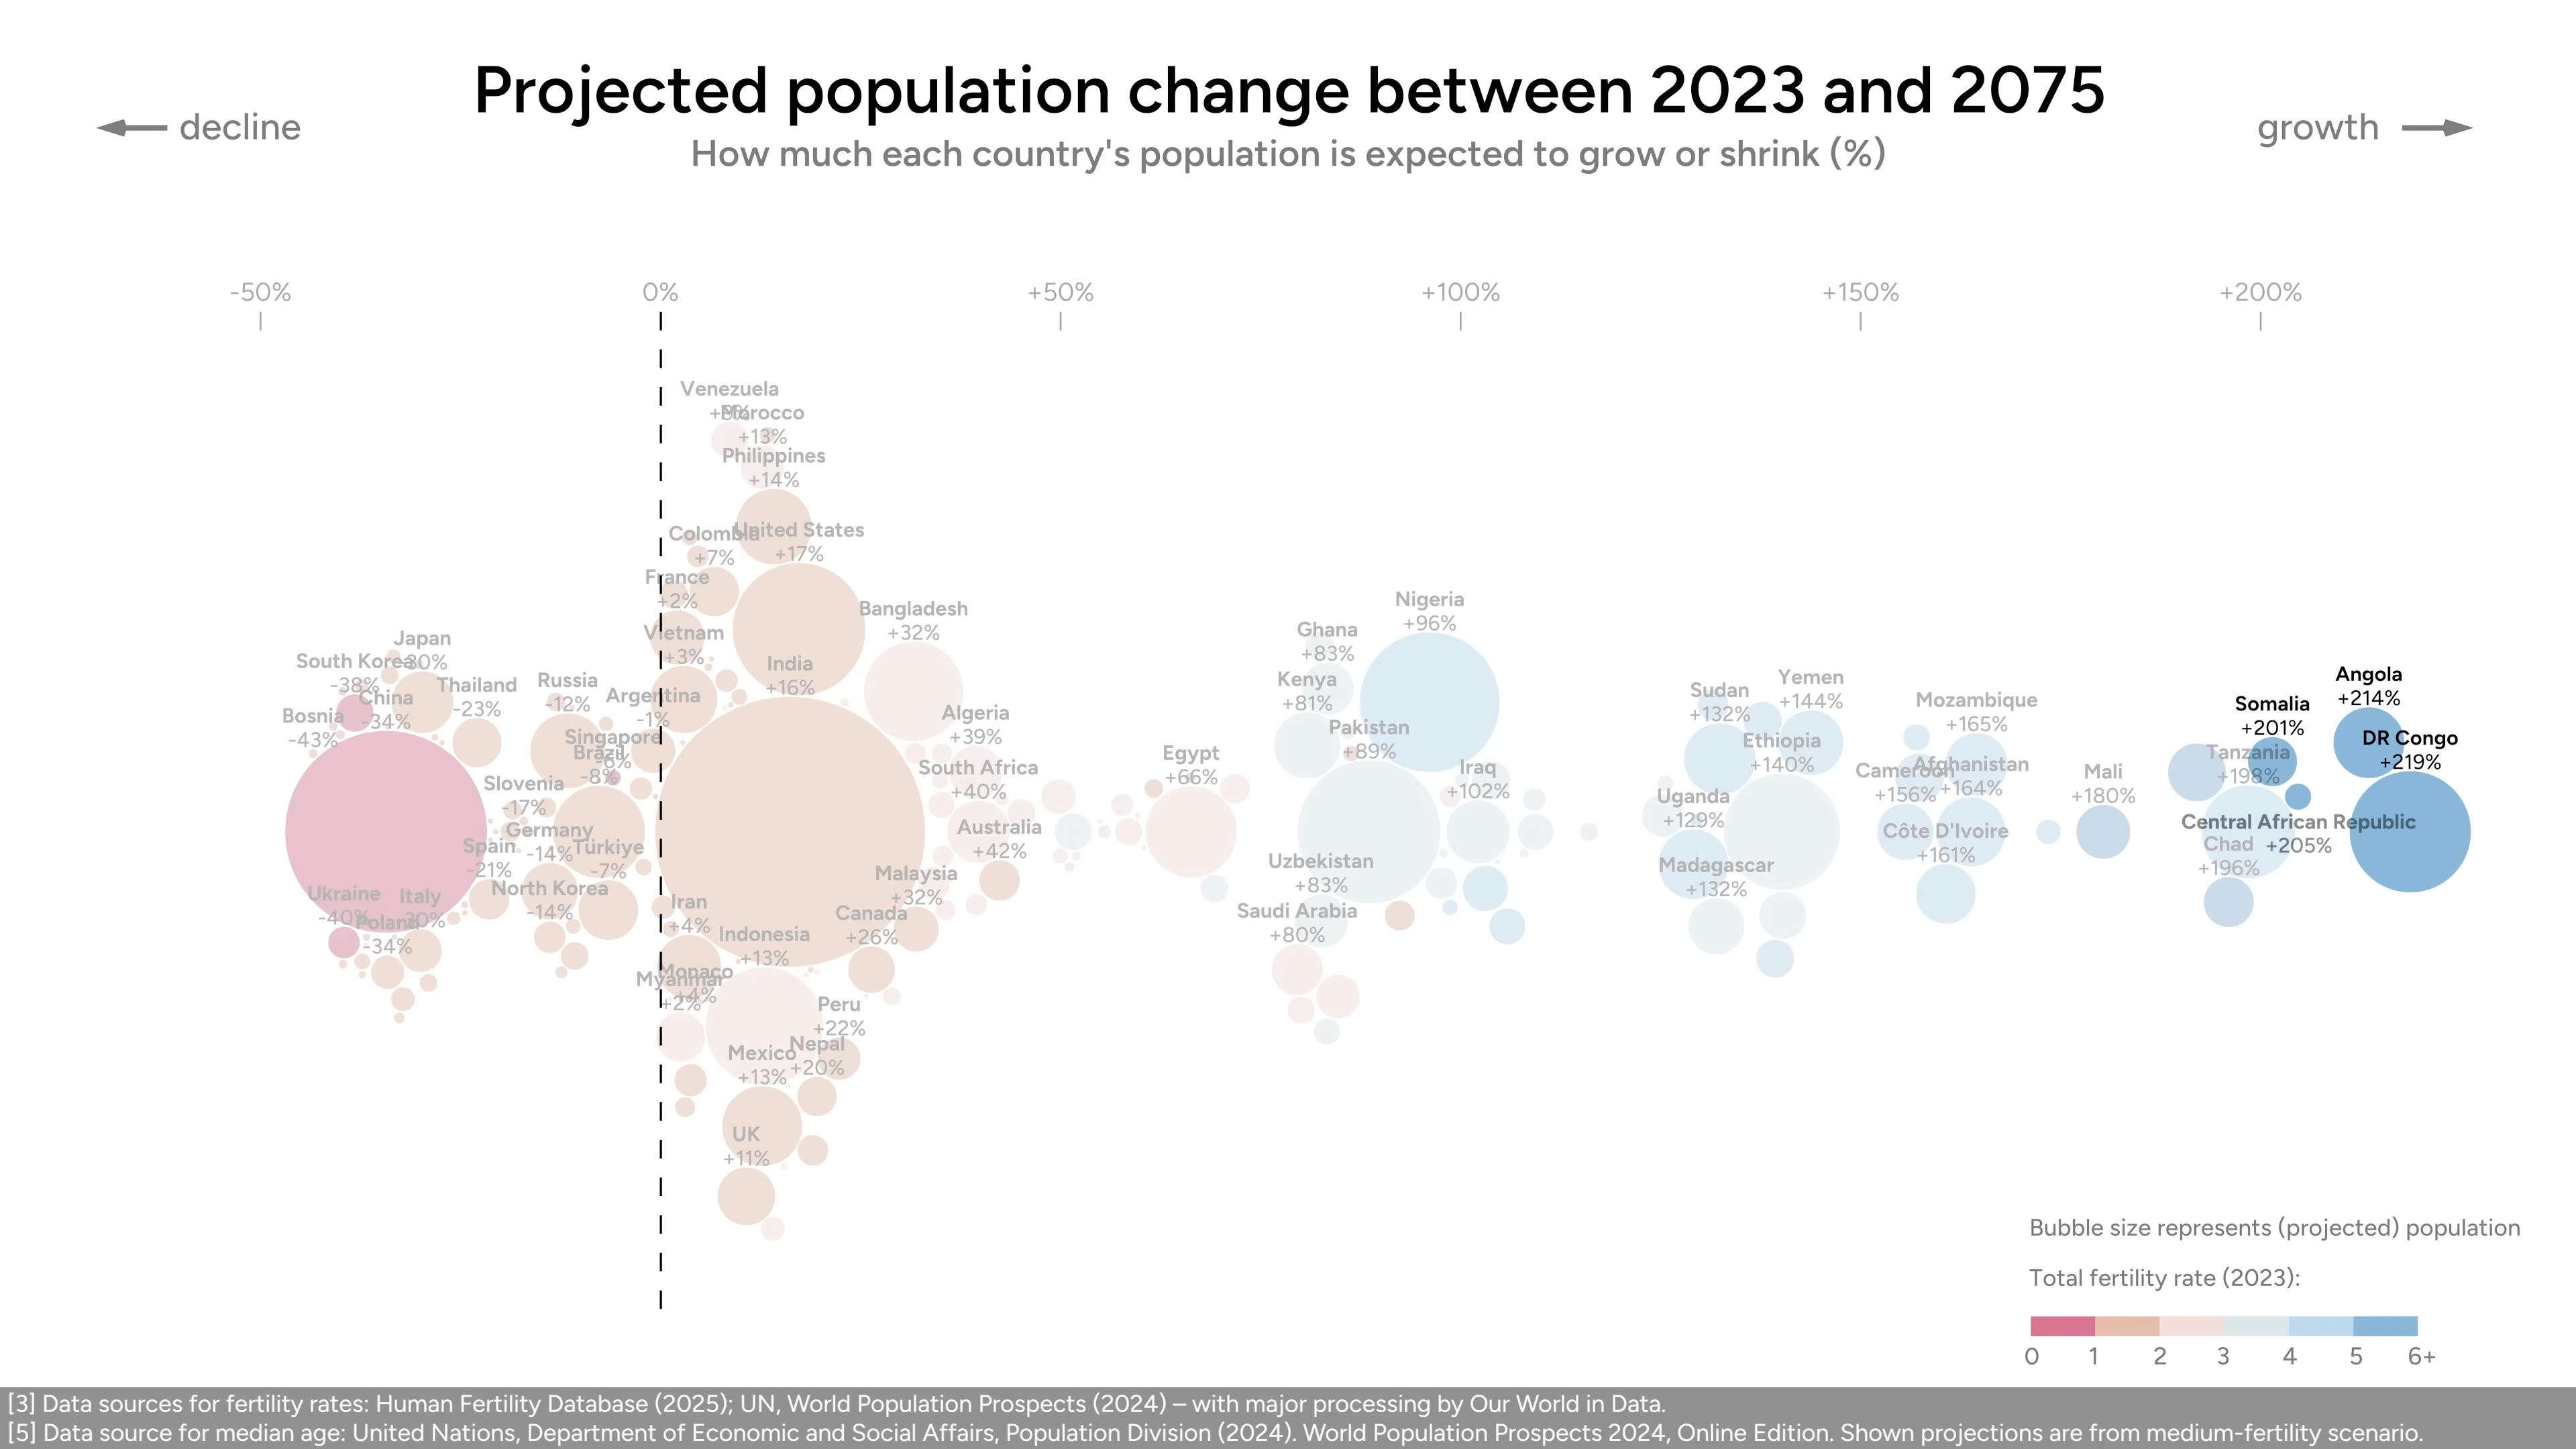 Projected population change between 2023 and 2075
decline
growth
How much each country's population is expected to grow or shrink (%)
-50%
0%
+50%
+100%
+150%
+200%
Venezuela
Morocco
+13%
Philippines
+14%
Colombia
+7%
United States
+17%
France
+2%
Vietnam
+3%
India
+16%
Bangladesh
+32%
Japan
-30%
South Korea
-38%
China
-34%
Thailand
-23%
Bosnia
-43%
Russia
-12%
Argentina
-1%
Singapore
-6%
Brazil
-8%
Slovenia
-17%
Germany
-14%
Spain
-21%
Türkiye
-7%
North Korea
-14%
Ukraine
-40%
Italy
-30%
Poland
-34%
Algeria
+39%
South Africa
+40%
Australia
+42%
Malaysia
+32%
Canada
+26%
Iran
+4%
Indonesia
+13%
Monaco
+4%
Myanmar
+2%
Peru
+22%
Nepal
+20%
Mexico
+13%
UK
+11%
Egypt
+66%
Nigeria
+96%
Ghana
+83%
Kenya
+81%
Pakistan
+89%
Iraq
+102%
Uzbekistan
+83%
Saudi Arabia
+80%
Sudan
+132%
Yemen
+144%
Ethiopia
+140%
Uganda
+129%
Madagascar
+132%
Mozambique
+165%
Cameroon
+156%
Afghanistan
+164%
Côte D'Ivoire
+161%
Mali
+180%
Angola
+214%
Somalia
+201%
DR Congo
+219%
Tanzania
+198%
Central African Republic
+205%
Chad
+196%
Bubble size represents (projected) population
Total fertility rate (2023):
0 1 2 3 4 5 6+
[3] Data sources for fertility rates: Human Fertility Database (2025); UN, World Population Prospects (2024) – with major processing by Our World in Data.
[5] Data source for median age: United Nations, Department of Economic and Social Affairs, Population Division (2024). World Population Prospects 2024, Online Edition. Shown projections are from medium-fertility scenario.